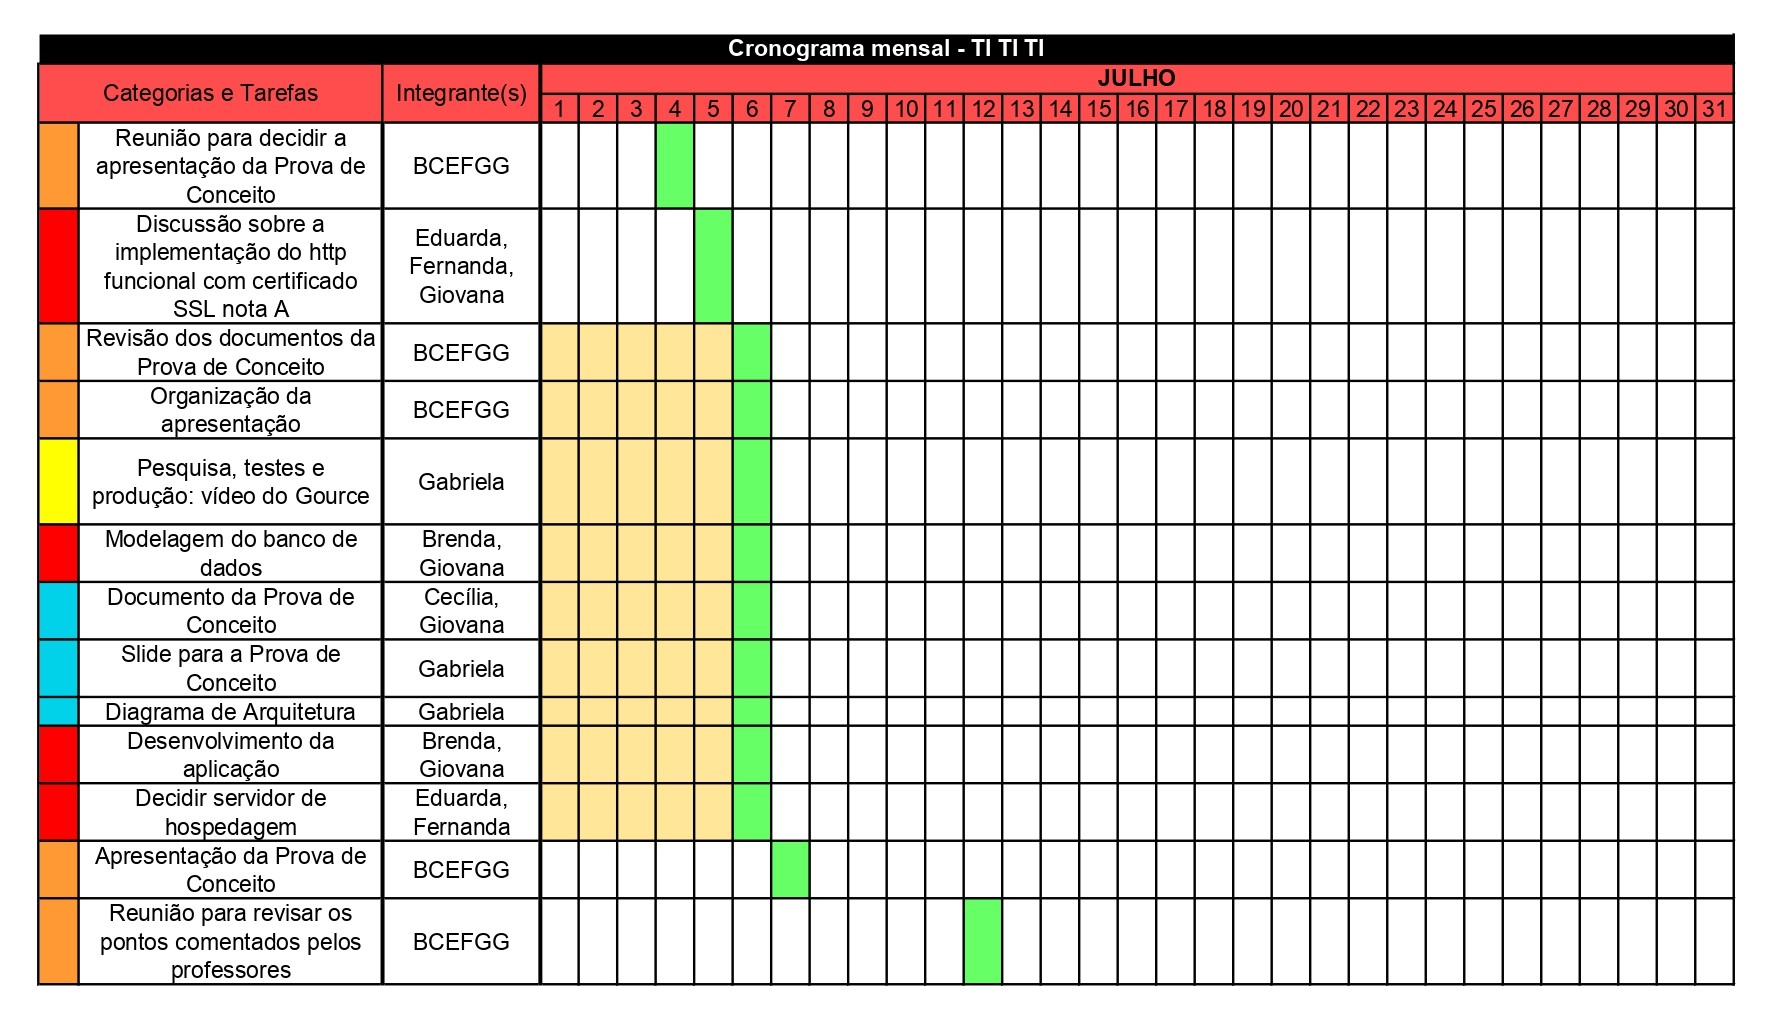 Cronograma mensal - TI TI TI
Categorias e Tarefas
Integrante(s)
JULHO
1 2 3 4 5 6 7 8 9 10 11 12 13 14 15 16 17 18 19 20 21 22 23 24 25 26 27 28 29 30 31
Reunião para decidir a
apresentação da Prova de
Conceito
BCEFGG
Discussão sobre a
implementação do http
funcional com certificado
SSL nota A
Eduarda,
Fernanda,
Giovana
Revisão dos documentos da
Prova de Conceito
BCEFGG
Organização da
apresentação
BCEFGG
Pesquisa, testes e
produção: vídeo do Gource
Gabriela
Modelagem do banco de
dados
Brenda,
Giovana
Documento da Prova de
Conceito
Cecília,
Giovana
Slide para a Prova de
Conceito
Gabriela
Diagrama de Arquitetura
Gabriela
Desenvolvimento da
aplicação
Brenda,
Giovana
Decidir servidor de
hospedagem
Eduarda,
Fernanda
Apresentação da Prova de
Conceito
BCEFGG
Reunião para revisar os
pontos comentados pelos
professores
BCEFGG